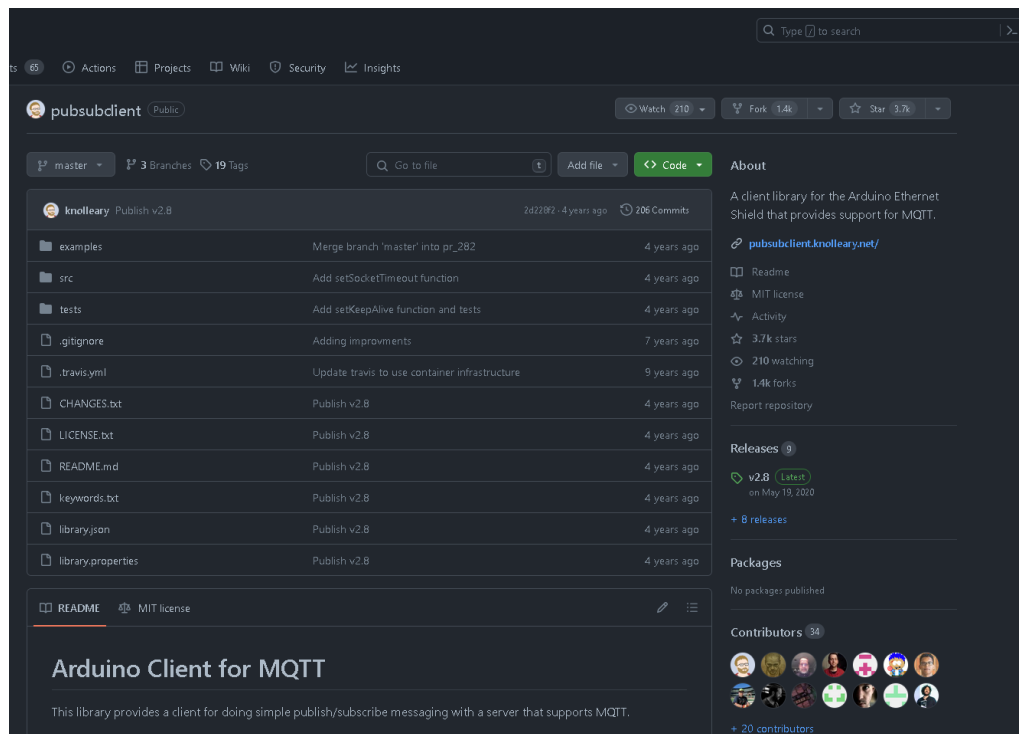 Type / to search
ts 65 Actions Projects Wiki Security Insights
pubsubclient Public Watch 210 Fork 1.4k Star 3.7k
master 3 Branches 19 Tags Go to file t Add file Code
knolleary Publish v2.8 2d228f2 · 4 years ago 206 Commits
examples Merge branch 'master' into pr_282 4 years ago
src Add setSocketTimeout function 4 years ago
tests Add setKeepAlive function and tests 4 years ago
.gitignore Adding improvments 7 years ago
.travis.yml Update travis to use container infrastructure 9 years ago
CHANGES.txt Publish v2.8 4 years ago
LICENSE.txt Publish v2.8 4 years ago
README.md Publish v2.8 4 years ago
keywords.txt Publish v2.8 4 years ago
library.json Publish v2.8 4 years ago
library.properties Publish v2.8 4 years ago
README MIT license
Arduino Client for MQTT
This library provides a client for doing simple publish/subscribe messaging with a server that supports MQTT.
About
A client library for the Arduino Ethernet
Shield that provides support for MQTT.
pubsubclient.knolleary.net/
Readme
MIT license
Activity
3.7k stars
210 watching
1.4k forks
Report repository
Releases 9
v2.8 Latest
on May 19, 2020
+ 8 releases
Packages
No packages published
Contributors 34
+ 20 contributors